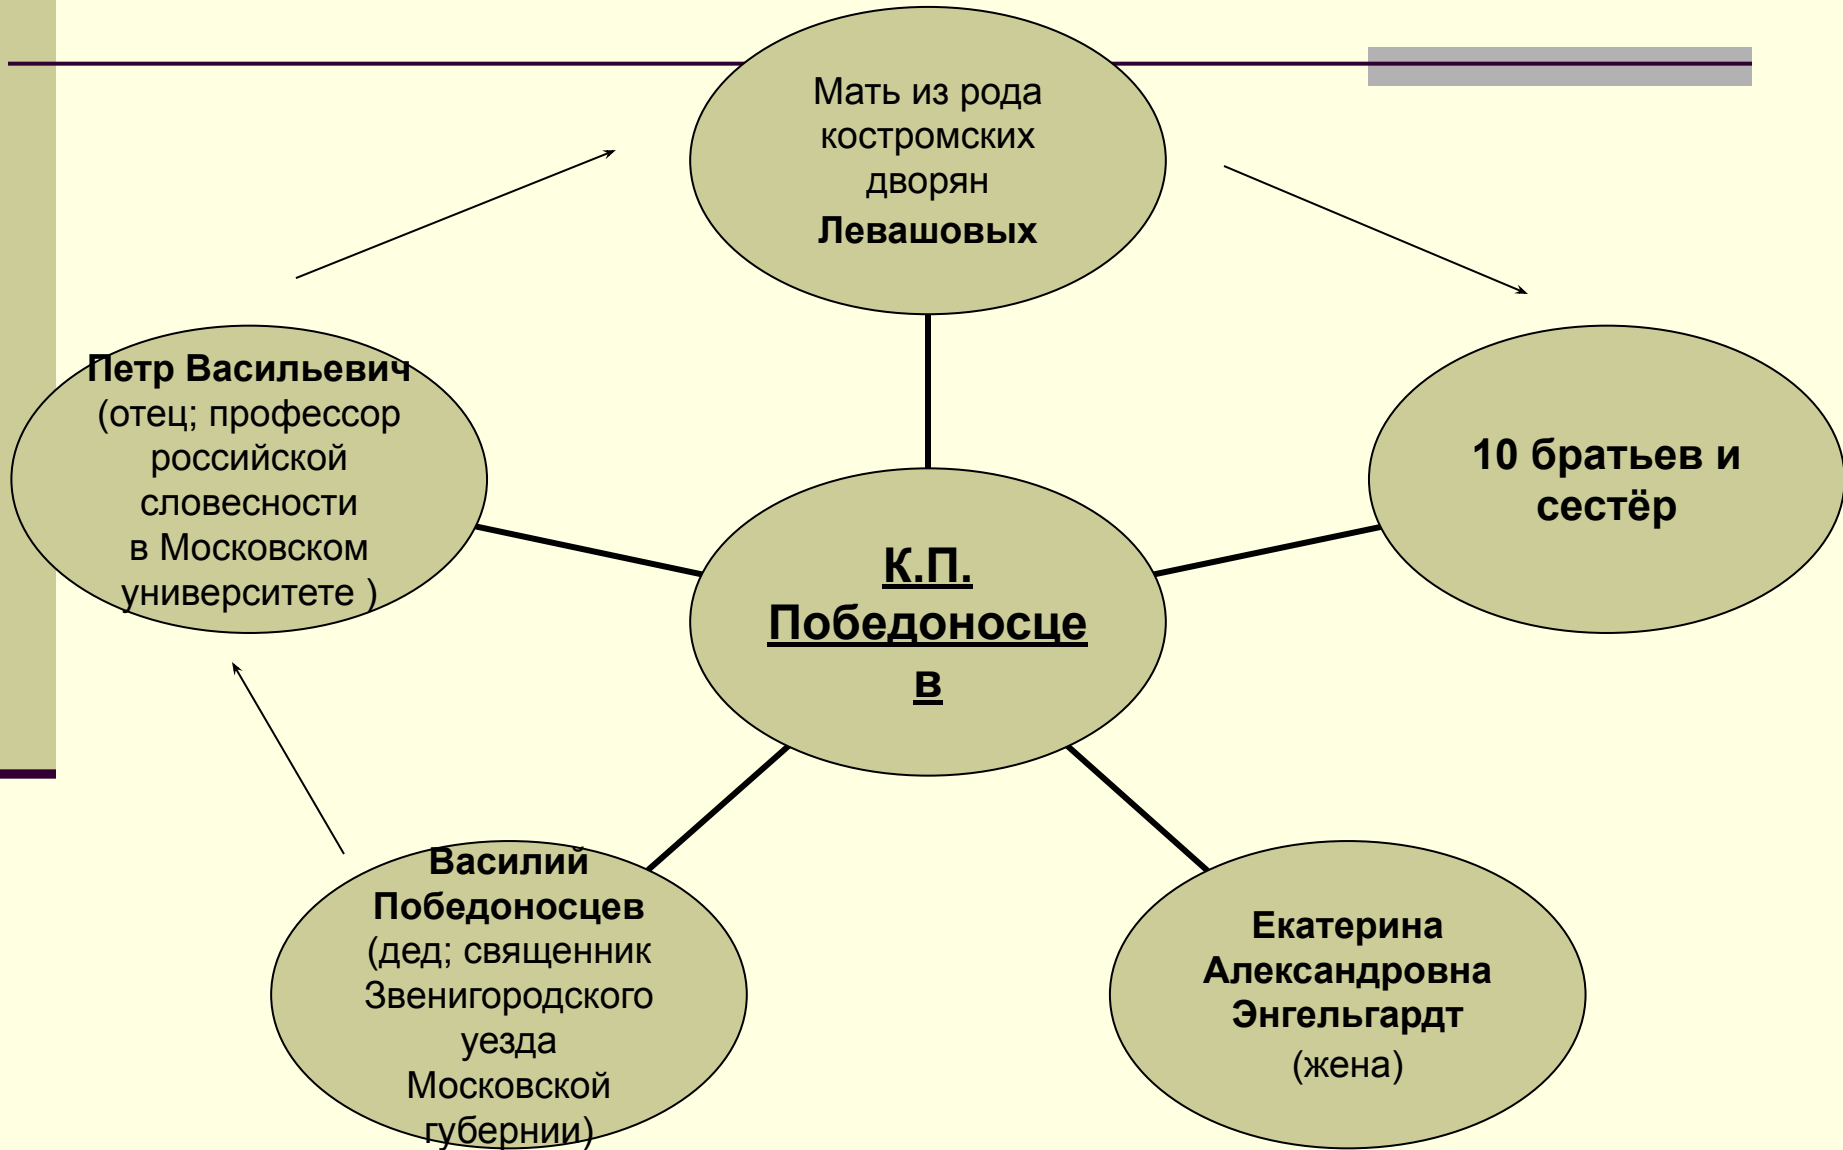 Мать из рода
костромских
дворян
Левашовых
Петр Васильевич
(отец; профессор
российской
словесности
в Московском
университете )
10 братьев и
сестёр
К.П.
Победоносце
в
Василий
Победоносцев
(дед; священник
Звенигородского
уезда
Московской
губернии)
Екатерина
Александровна
Энгельгардт
(жена)